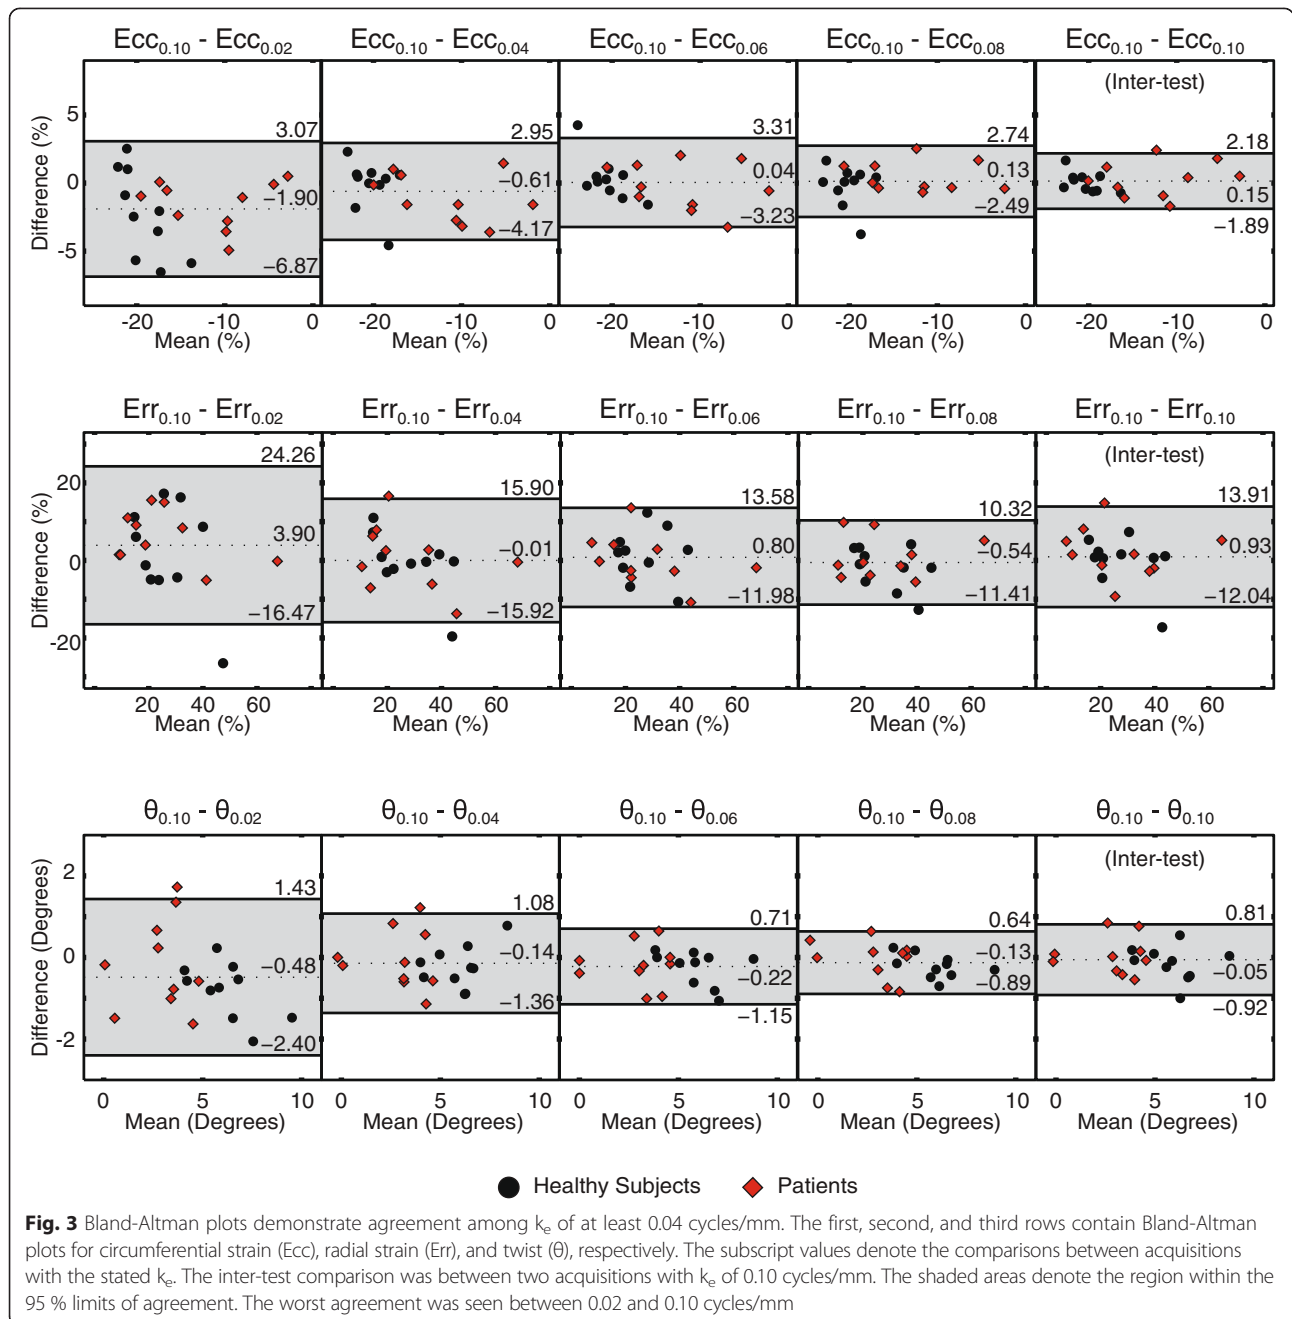 Ecc0.10 - Ecc0.02 Ecc0.10 - Ecc0.04 Ecc0.10 - Ecc0.06 Ecc0.10 - Ecc0.08 Ecc0.10 - Ecc0.10
(Inter-test)
Difference (%)
5
0
-5
3.07
−1.90
−6.87
2.95
−0.61
−4.17
3.31
0.04
−3.23
2.74
0.13
−2.49
2.18
0.15
−1.89
-20 -10 0 -20 -10 0 -20 -10 0 -20 -10 0 -20 -10 0
Mean (%) Mean (%) Mean (%) Mean (%) Mean (%)
Err0.10 - Err0.02 Err0.10 - Err0.04 Err0.10 - Err0.06 Err0.10 - Err0.08 Err0.10 - Err0.10
(Inter-test)
Difference (%)
20
0
-20
24.26
3.90
−16.47
15.90
−0.01
−15.92
13.58
0.80
−11.98
10.32
−0.54
−11.41
13.91
0.93
−12.04
20 40 60 20 40 60 20 40 60 20 40 60 20 40 60
Mean (%) Mean (%) Mean (%) Mean (%) Mean (%)
θ0.10 - θ0.02 θ0.10 - θ0.04 θ0.10 - θ0.06 θ0.10 - θ0.08 θ0.10 - θ0.10
(Inter-test)
Difference (Degrees)
2
0
-2
1.43
−0.48
−2.40
1.08
−0.14
−1.36
0.71
−0.22
−1.15
0.64
−0.13
−0.89
0.81
−0.05
−0.92
0 5 10 0 5 10 0 5 10 0 5 10 0 5 10
Mean (Degrees) Mean (Degrees) Mean (Degrees) Mean (Degrees) Mean (Degrees)
Healthy Subjects Patients
Fig. 3 Bland-Altman plots demonstrate agreement among ke of at least 0.04 cycles/mm. The first, second, and third rows contain Bland-Altman
plots for circumferential strain (Ecc), radial strain (Err), and twist (θ), respectively. The subscript values denote the comparisons between acquisitions
with the stated ke. The inter-test comparison was between two acquisitions with ke of 0.10 cycles/mm. The shaded areas denote the region within the
95 % limits of agreement. The worst agreement was seen between 0.02 and 0.10 cycles/mm